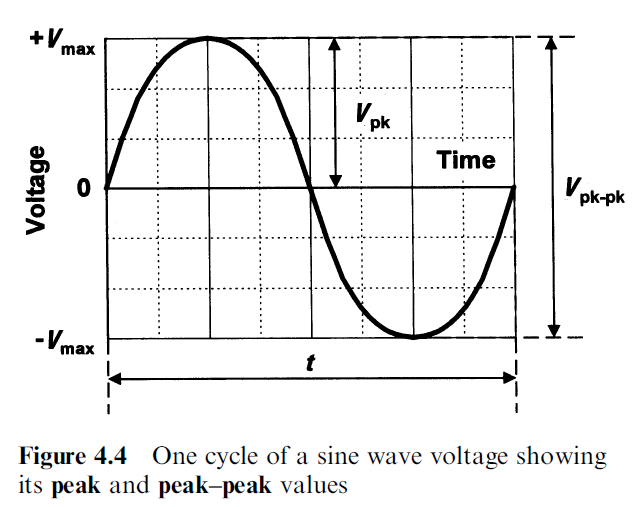 +Vmax
Vpk
Time
Voltage
0
Vpk-pk
-Vmax
t
Figure 4.4 One cycle of a sine wave voltage showing
its peak and peak–peak values